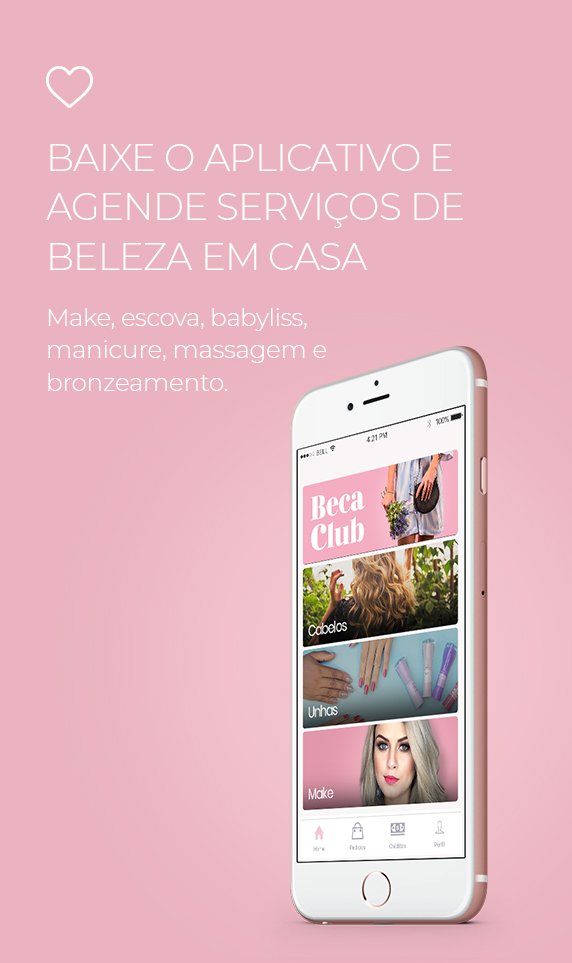 BAIXE O APLICATIVO E
AGENDE SERVIÇOS DE
BELEZA EM CASA
Make, escova, babyliss,
manicure, massagem e
bronzeamento.
BELL 4:21 PM 100%
Beca
Club
Cabelos
Unhas
Make
Home Pedidos Créditos Perfil